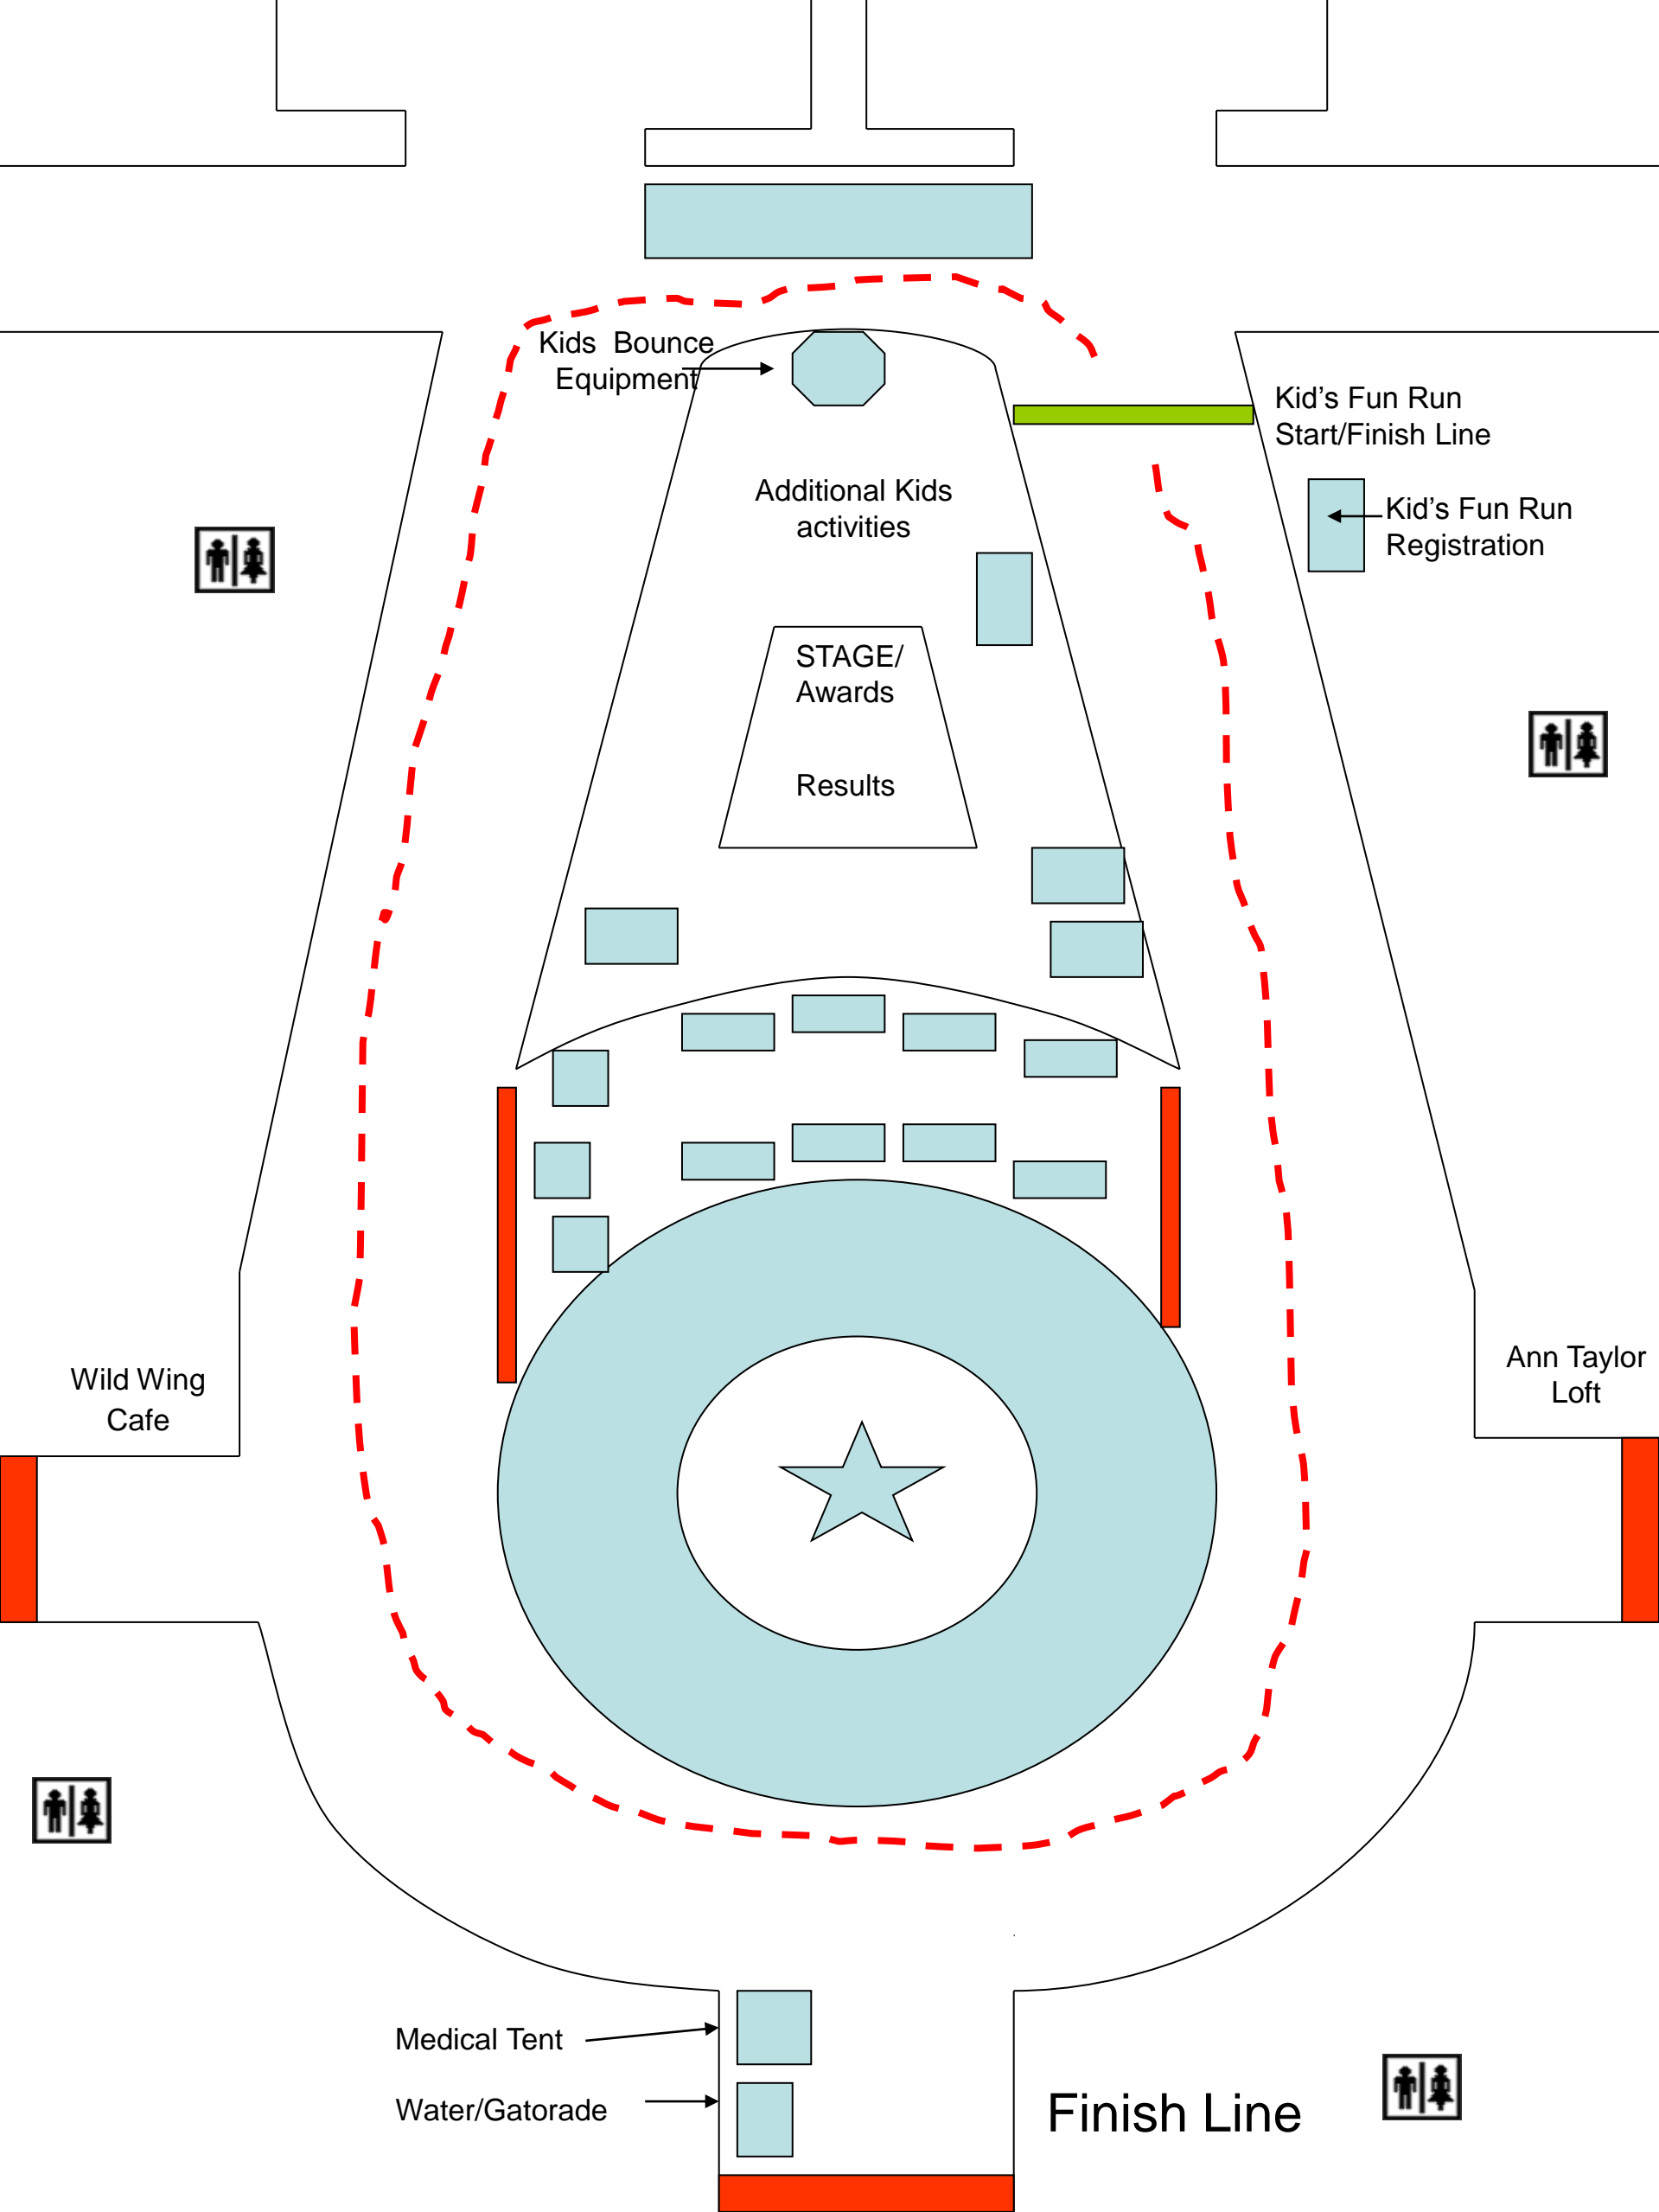 Kids  Bounce
Equipment
Kid’s Fun Run
Start/Finish Line
Additional Kids
activities
Kid’s Fun Run
Registration
STAGE/
Awards
Results
Wild Wing
Cafe
Ann Taylor
Loft
Medical Tent
Water/Gatorade
Finish Line